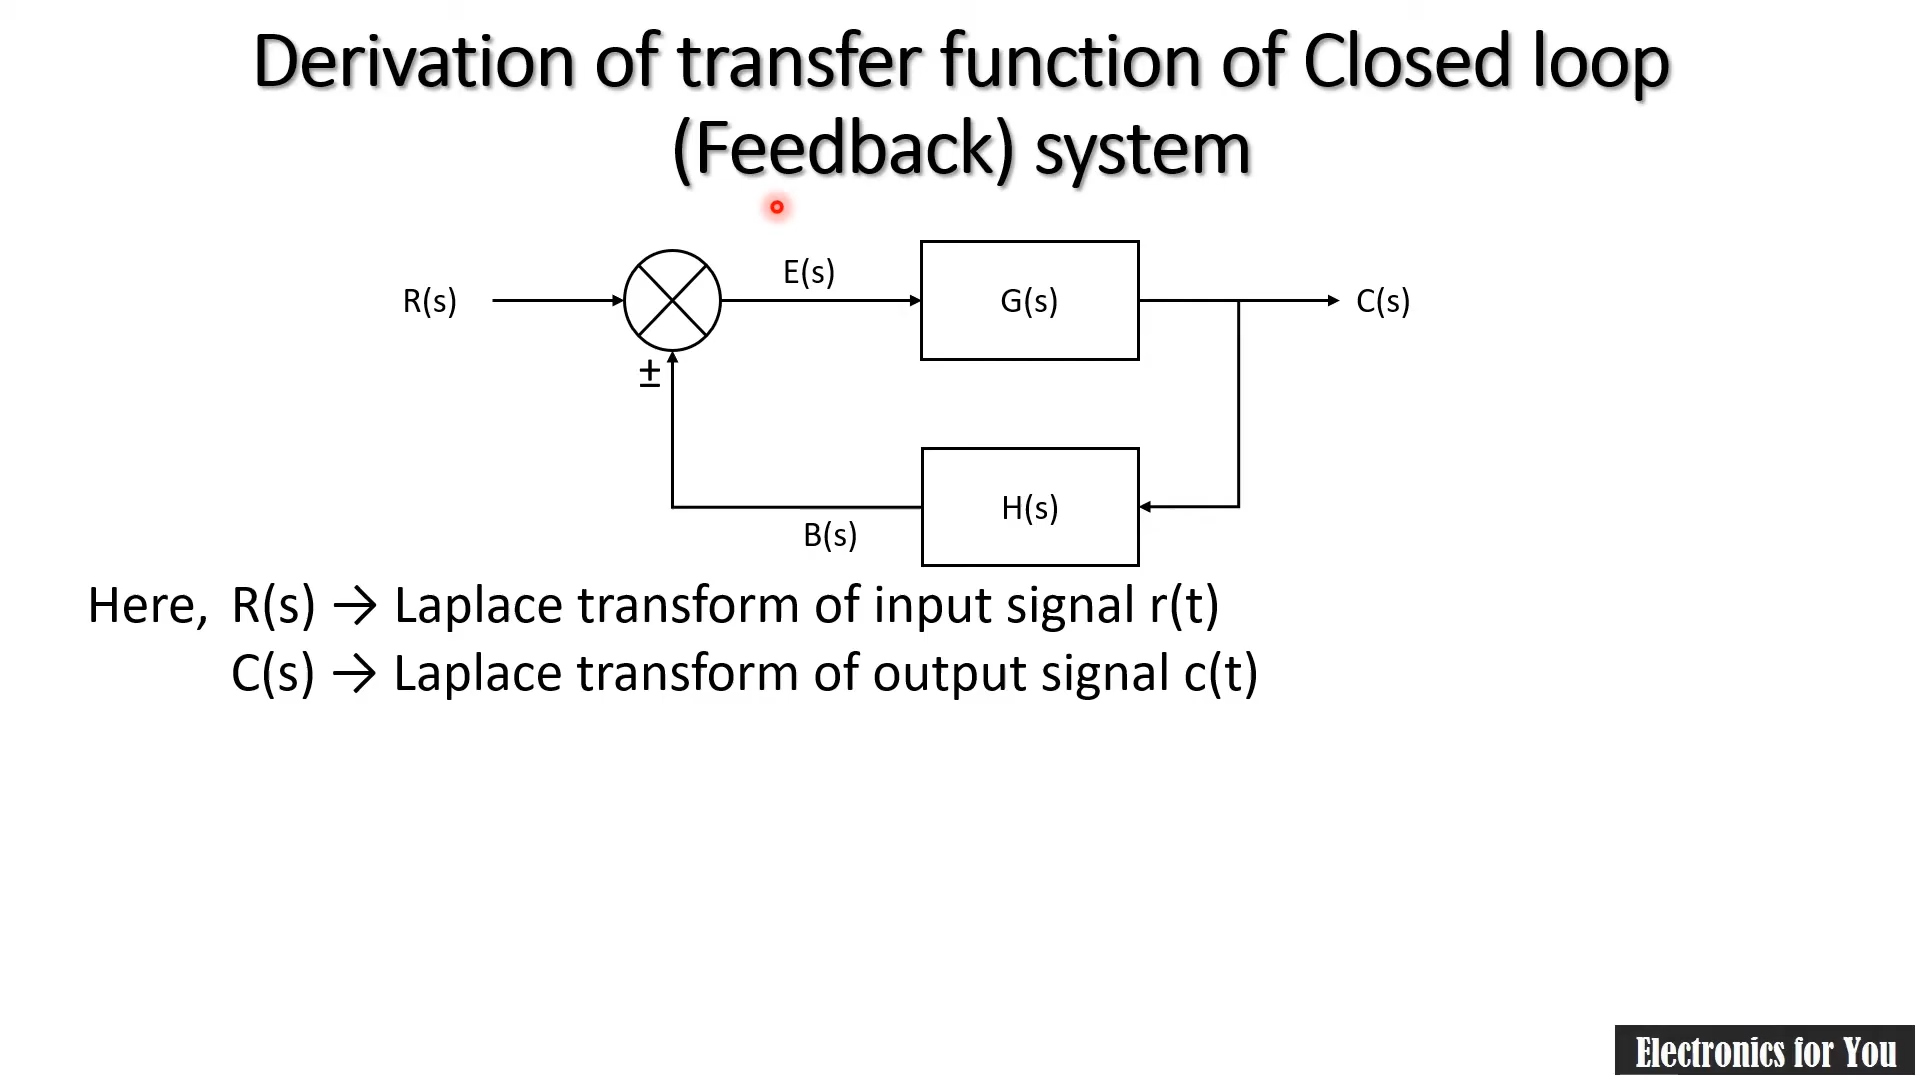 Derivation of transfer function of Closed loop
(Feedback) system
E(s)
R(s)
G(s)
C(s)
±
H(s)
B(s)
Here, R(s) → Laplace transform of input signal r(t)
C(s) → Laplace transform of output signal c(t)
Electronics for You